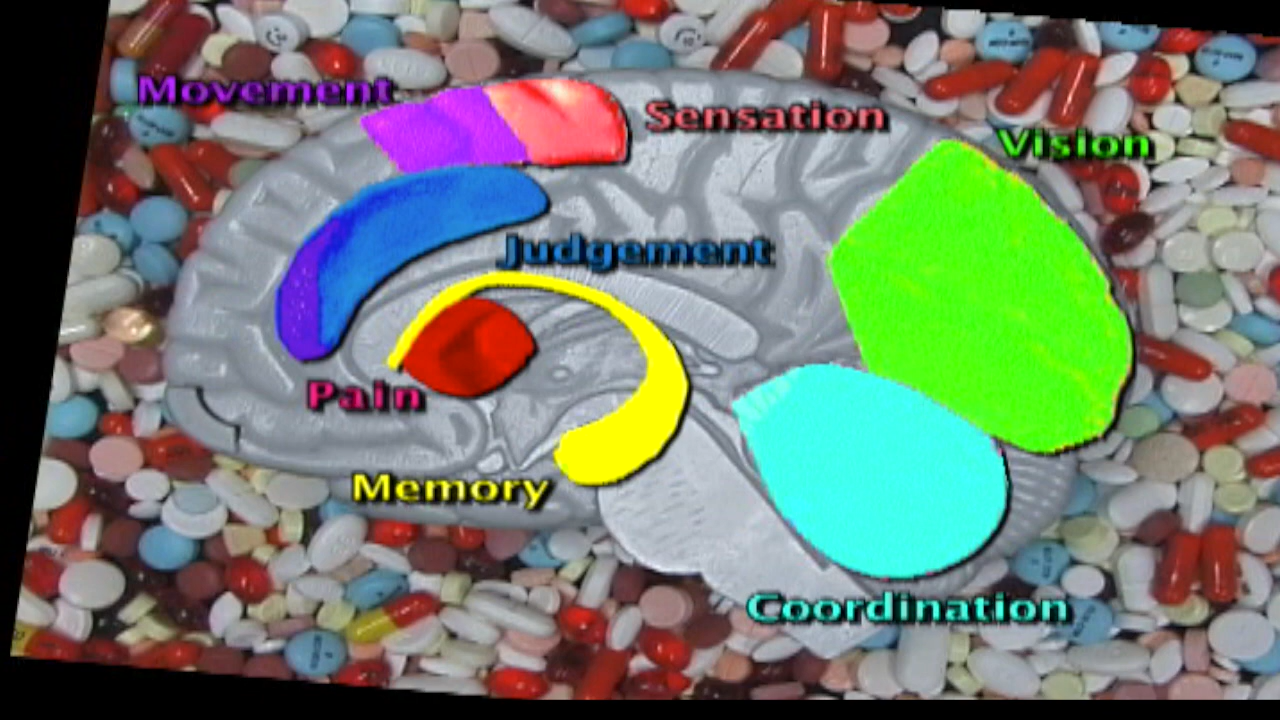 Movement
Sensation
Vision
Judgement
Pain
Memory
Coordination